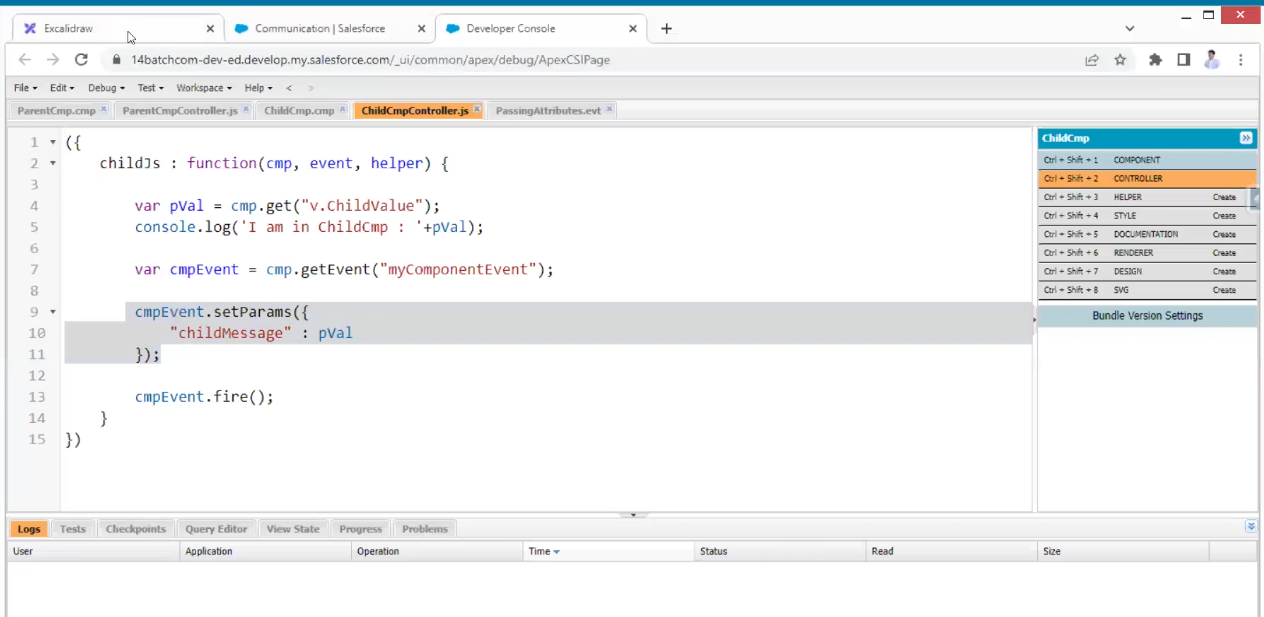 Excalidraw
Communication | Salesforce
Developer Console
14batchcom-dev-ed.develop.my.salesforce.com/_ui/common/apex/debug/ApexCSIPage
File Edit Debug Test Workspace Help < >
ParentCmp.cmp ParentCmpController.js ChildCmp.cmp ChildCmpController.js PassingAttributes.evt
1 ({
2 childJs : function(cmp, event, helper) {
3
4 var pVal = cmp.get("v.ChildValue");
5 console.log('I am in ChildCmp : '+pVal);
6
7 var cmpEvent = cmp.getEvent("myComponentEvent");
8
9 cmpEvent.setParams({
10 "childMessage" : pVal
11 });
12
13 cmpEvent.fire();
14 }
15 })
ChildCmp
Ctrl + Shift + 1 COMPONENT
Ctrl + Shift + 2 CONTROLLER
Ctrl + Shift + 3 HELPER Create
Ctrl + Shift + 4 STYLE Create
Ctrl + Shift + 5 DOCUMENTATION Create
Ctrl + Shift + 6 RENDERER Create
Ctrl + Shift + 7 DESIGN Create
Ctrl + Shift + 8 SVG Create
Bundle Version Settings
Logs Tests Checkpoints Query Editor View State Progress Problems
User Application Operation Time Status Read Size